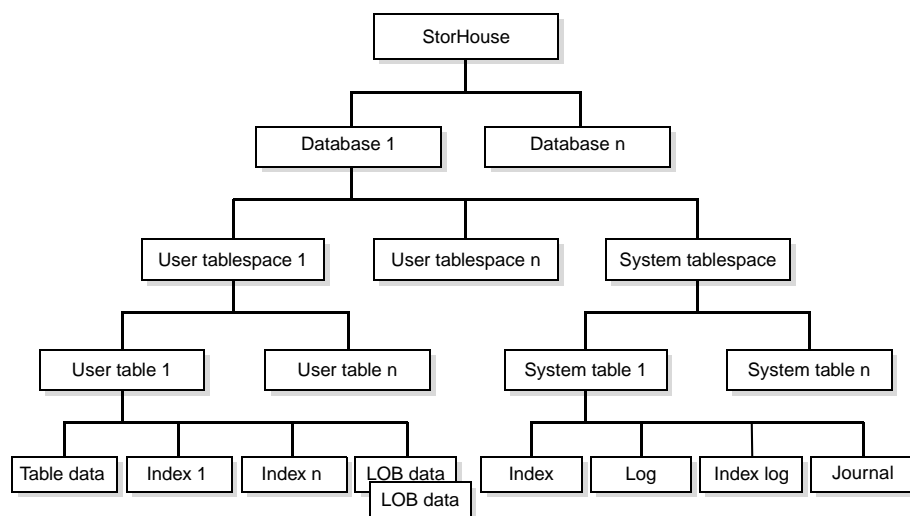 StorHouse
Database 1
Database n
User tablespace 1
User tablespace n
System tablespace
User table 1
User table n
System table 1
System table n
Table data
Index 1
Index n
LOB data
Index
Log
Index log
Journal
LOB data